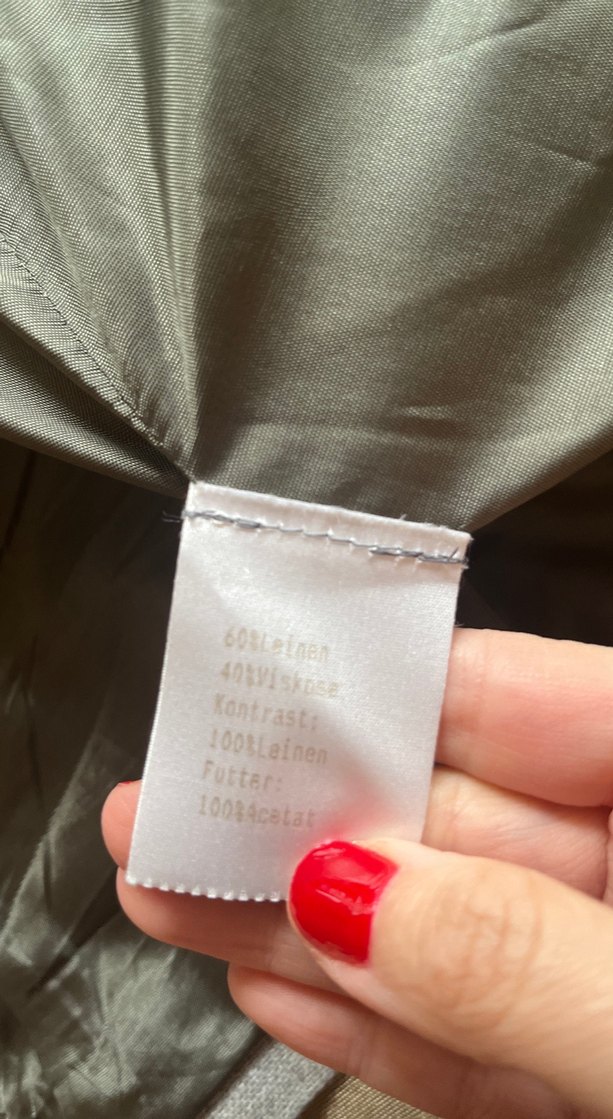 60%Leinen
40%Viskose
Kontrast:
100%Leinen
Futter:
100%Acetat